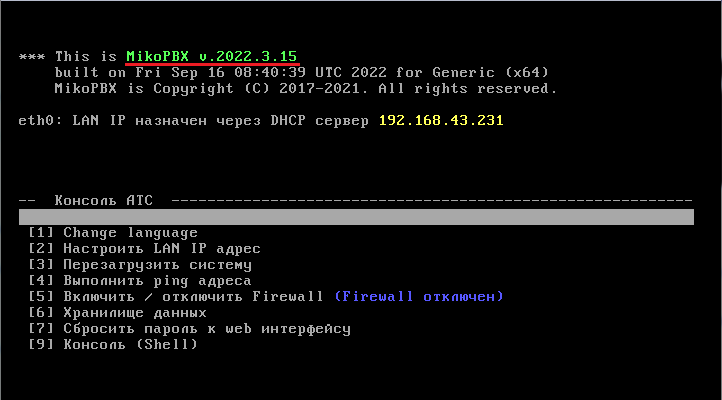 *** This is MikoPBX v.2022.3.15
built on Fri Sep 16 08:40:39 UTC 2022 for Generic (x64)
MikoPBX is Copyright (C) 2017-2021. All rights reserved.
eth0: LAN IP назначен через DHCP сервер 192.168.43.231
-- Консоль АТС ----------------------------------------------------------
[1] Change language
[2] Настроить LAN IP адрес
[3] Перезагрузить систему
[4] Выполнить ping адреса
[5] Включить / отключить Firewall (Firewall отключен)
[6] Хранилище данных
[7] Сбросить пароль к web интерфейсу
[9] Консоль (Shell)